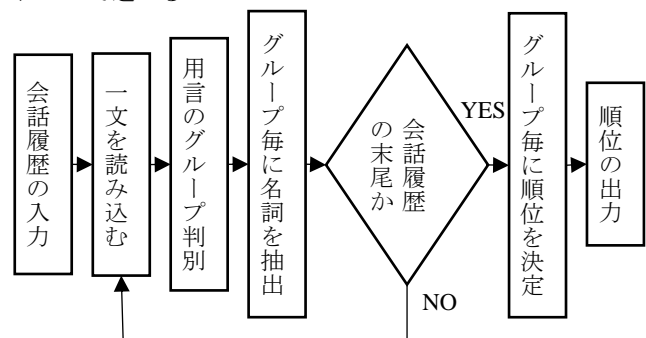 会話履歴の入力
一文を読み込む
用言のグループ判別
グループ毎に名詞を抽出
会話履歴
の末尾か
YES
NO
グループ毎に順位を決定
順位の出力